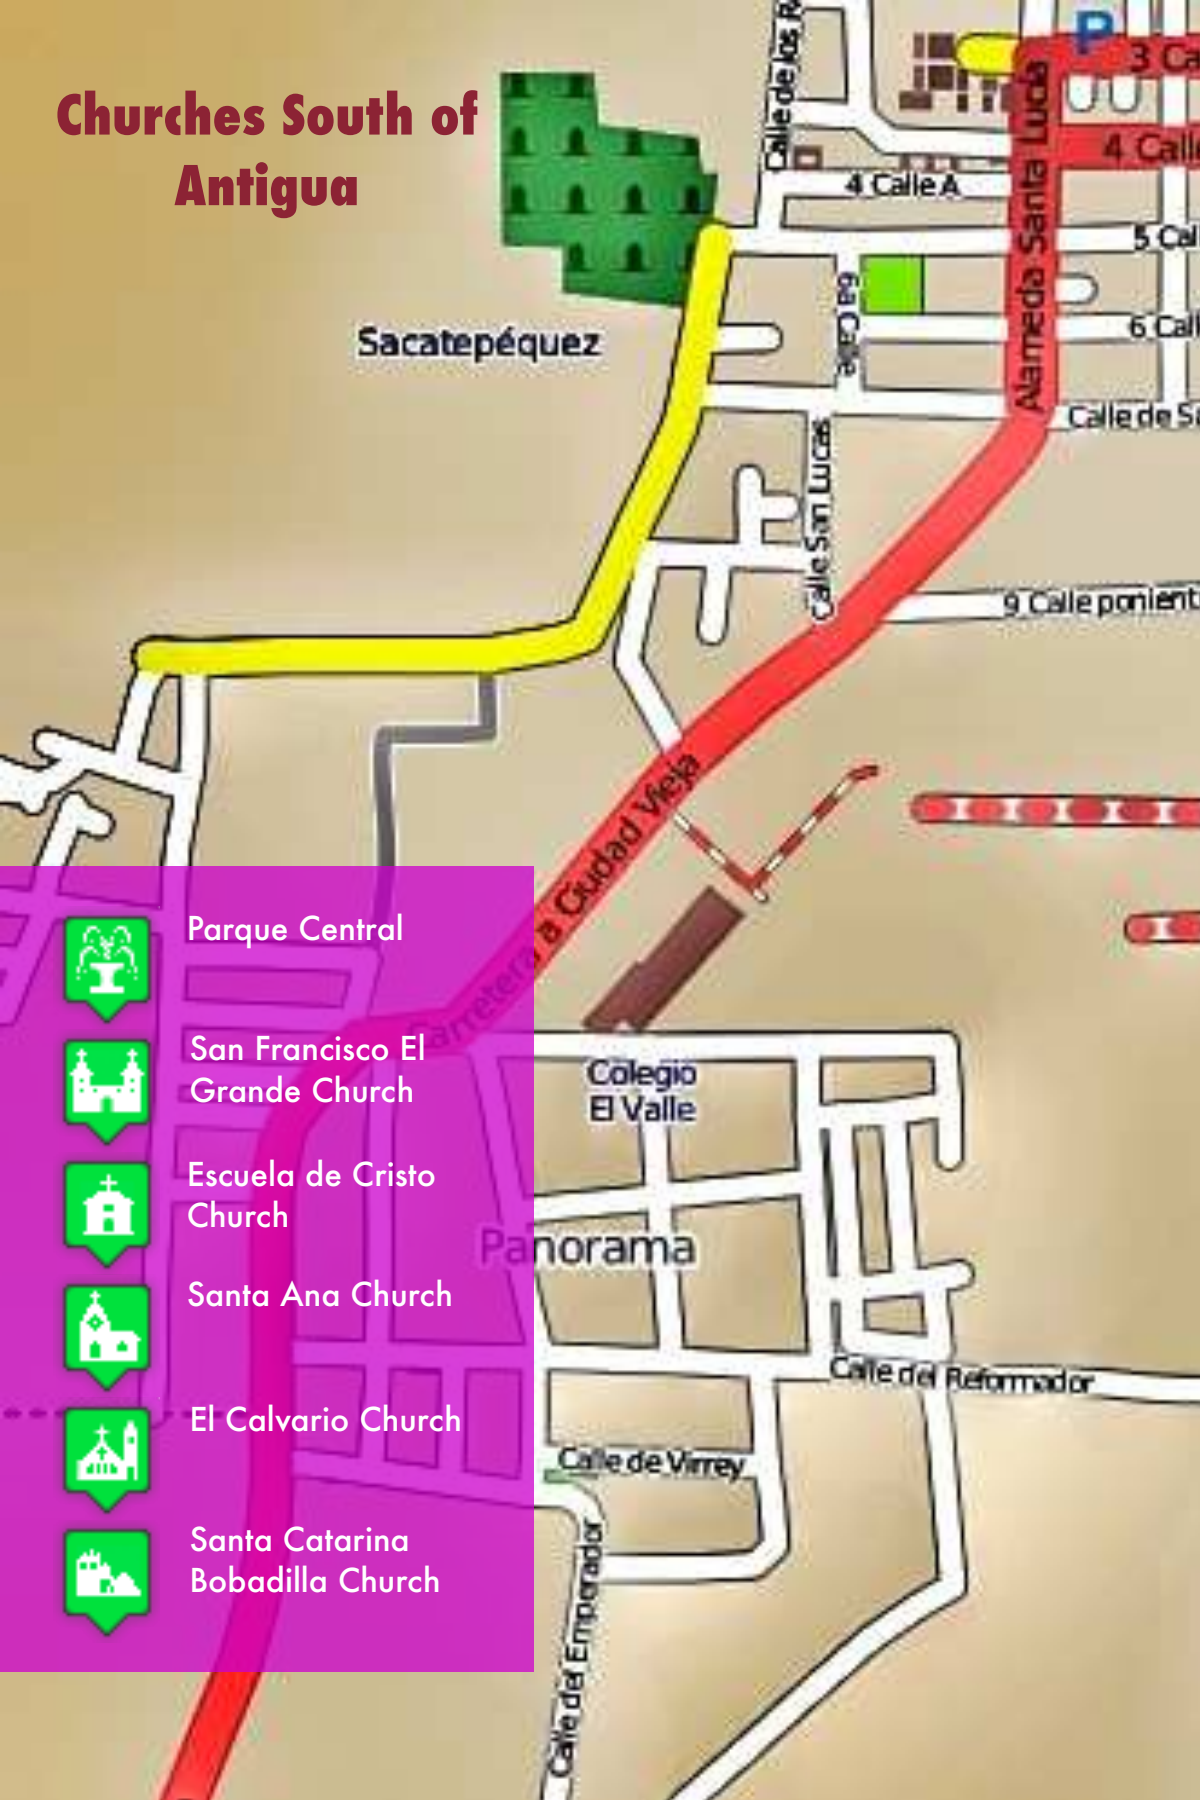 Churches South of
Antigua
P
3 Ca
Calle de los R
Alameda Santa Lucía
4 Calle
4 Calle A
5 Cal
6a Calle
6 Call
Sacatepéquez
Calle de Sa
Calle San Lucas
9 Calle ponient
Carretera a Ciudad Vieja
Parque Central
San Francisco El
Grande Church
Colegio
El Valle
Escuela de Cristo
Church
Panorama
Santa Ana Church
Calle del Reformador
El Calvario Church
Calle de Virrey
Santa Catarina
Bobadilla Church
Calle del Emperador